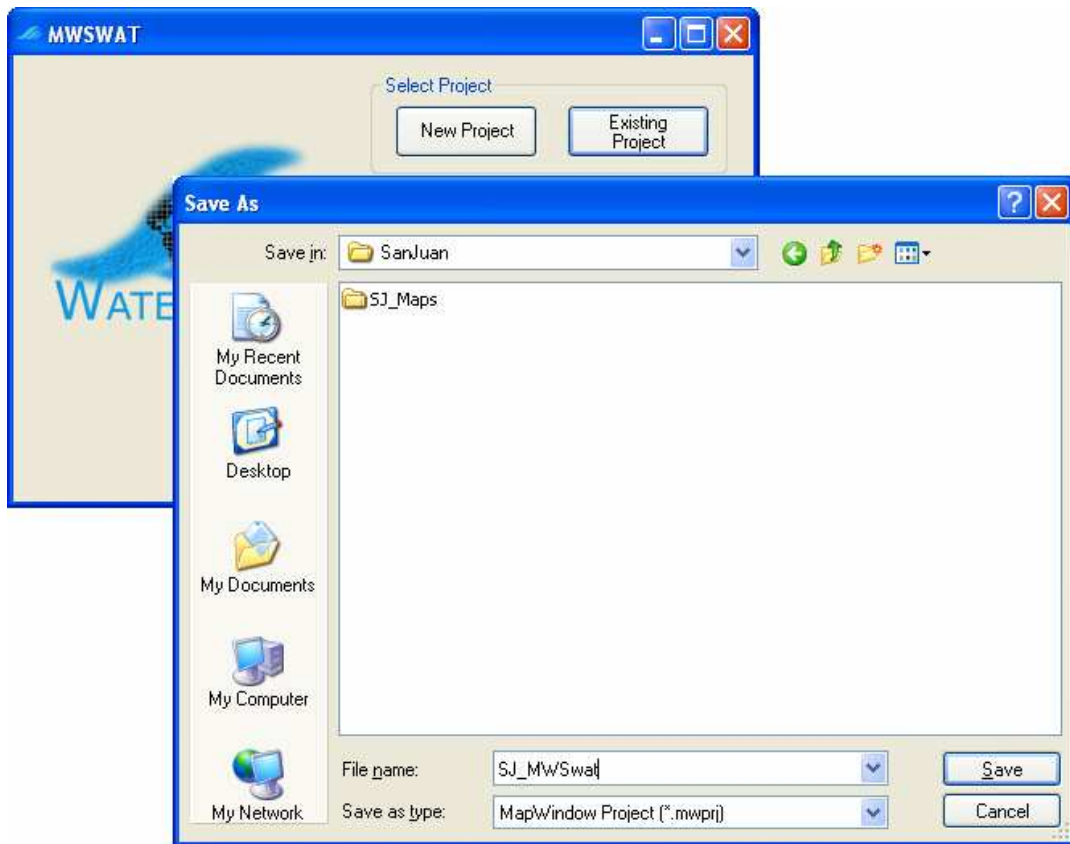 MWSWAT
Select Project
New Project
Existing
Project
WATE
Save As
Save in:
SanJuan
SJ_Maps
My Recent
Documents
Desktop
My Documents
My Computer
My Network
File name:
SJ_MWSwat
Save
Save as type:
MapWindow Project (*.mwprj)
Cancel